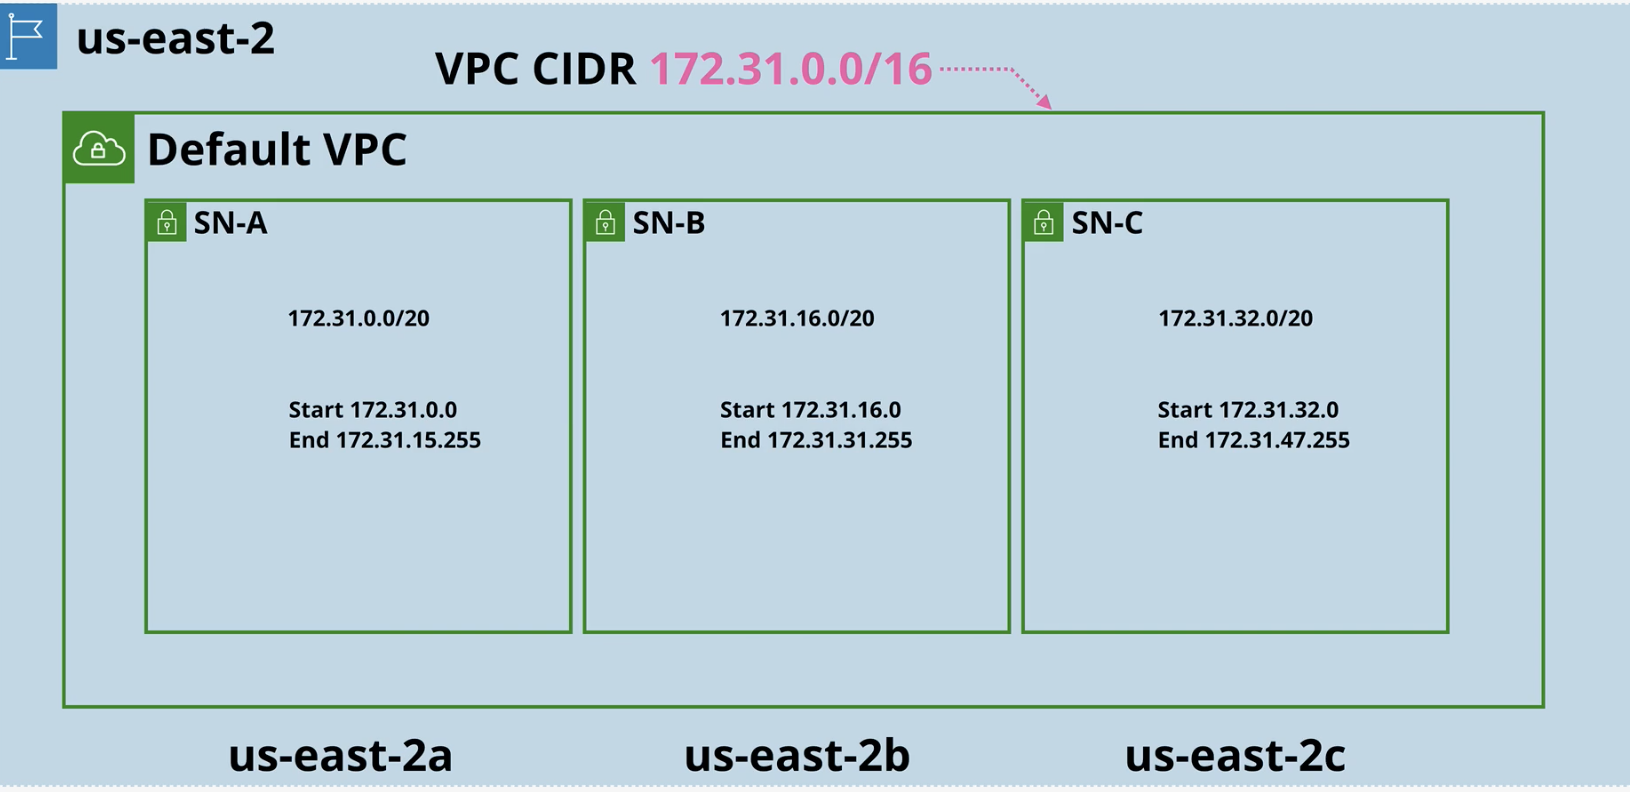 us-east-2
VPC CIDR 172.31.0.0/16
Default VPC
SN-A
172.31.0.0/20
Start 172.31.0.0
End 172.31.15.255
SN-B
172.31.16.0/20
Start 172.31.16.0
End 172.31.31.255
SN-C
172.31.32.0/20
Start 172.31.32.0
End 172.31.47.255
us-east-2a
us-east-2b
us-east-2c